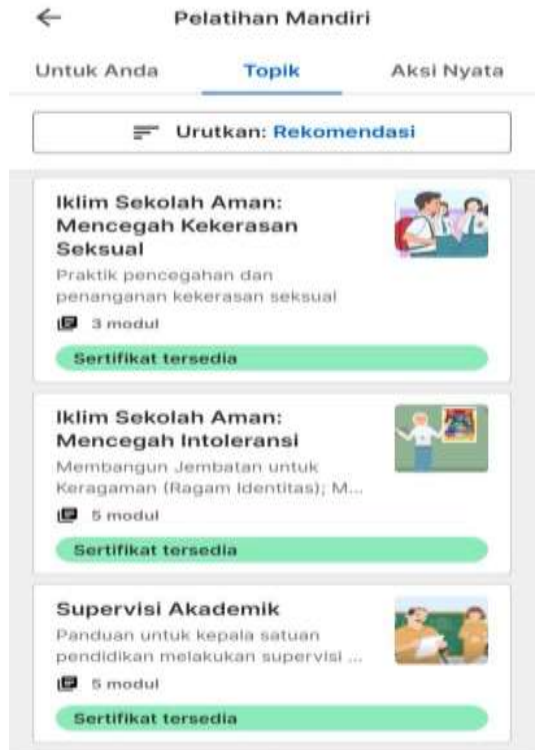 Pelatihan Mandiri
Untuk Anda Topik Aksi Nyata
Urutkan: Rekomendasi
Iklim Sekolah Aman:
Mencegah Kekerasan
Seksual
Praktik pencegahan dan
penanganan kekerasan seksual
3 modul
Sertifikat tersedia
Iklim Sekolah Aman:
Mencegah Intoleransi
Membangun Jembatan untuk
Keragaman (Ragam Identitas); M...
5 modul
Sertifikat tersedia
Supervisi Akademik
Panduan untuk kepala satuan
pendidikan melakukan supervisi ...
5 modul
Sertifikat tersedia